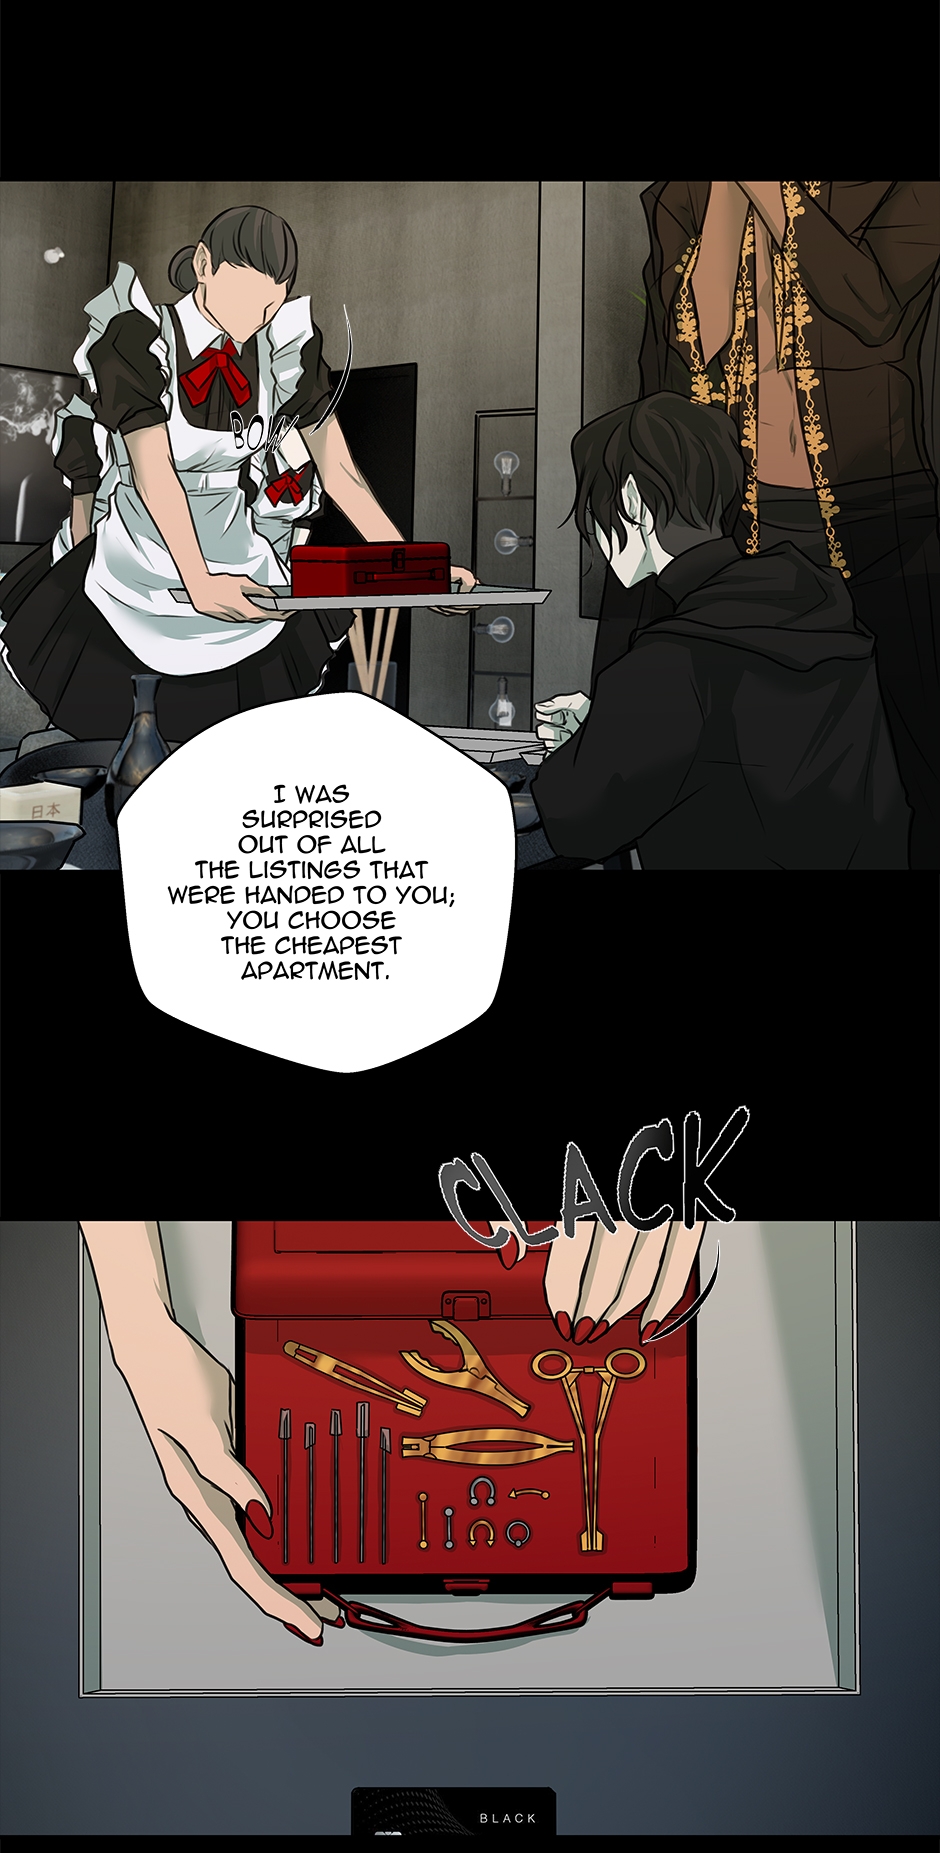 BOW
日本
I WAS
SURPRISED
OUT OF ALL
THE LISTINGS THAT
WERE HANDED TO YOU;
YOU CHOOSE
THE CHEAPEST
APARTMENT.
CLACK
BLACK